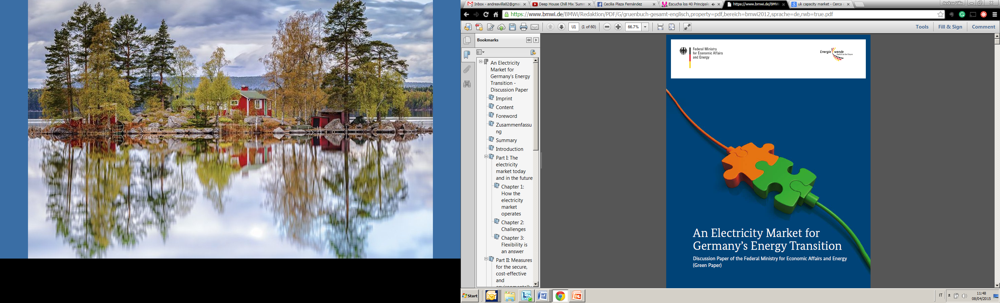 Inbox - andreavilla82@gmai
Deep House Chill Mix 'Summ
Cecilia Plaza Fernández
Escucha los 40 Principale
https://www.bmwi.de/BMWi
uk capacity market - Cerca c
Andrea Villa
https://www.bmwi.de/BMWi/Redaktion/PDF/G/gruenbuch-gesamt-englisch,property=pdf,bereich=bmwi2012,sprache=de,rwb=true.pdf
U1
(1 of 60)
66.7%
Tools
Fill & Sign
Comment
Bookmarks
An Electricity
Market for
Germany's Energy
Transition -
Discussion Paper
Imprint
Content
Foreword
Zusammenfassu
ng
Summary
Introduction
Part I: The
electricity
market today
and in the future
Chapter 1:
How the
electricity
market
operates
Chapter 2:
Challenges
Chapter 3:
Flexibility is
an answer
Part II: Measures
for the secure,
cost-effective
and
environmentally
Federal Ministry
for Economic Affairs
and Energy
Energie wende
Switch to the Future
An Electricity Market for
Germany's Energy Transition
Discussion Paper of the Federal Ministry for Economic Affairs and Energy
(Green Paper)
Start
IT
11:48
08/04/2015